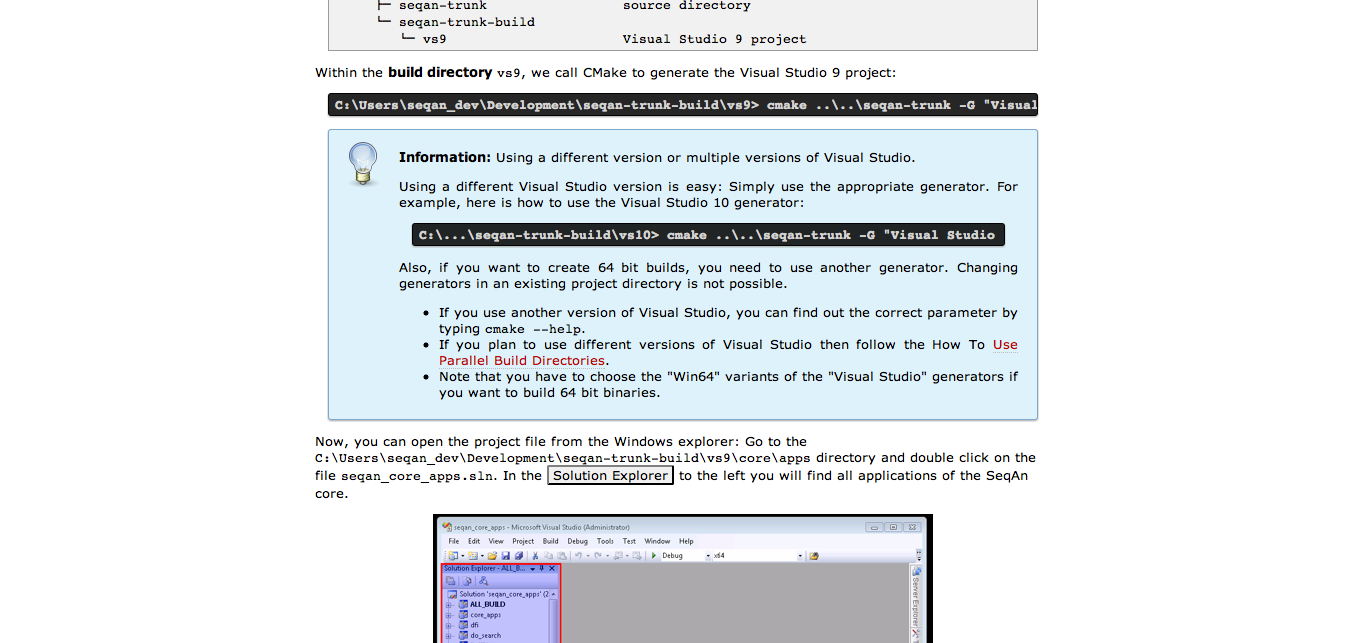 ├─ seqan-trunk source directory
└─ seqan-trunk-build
└─ vs9 Visual Studio 9 project
Within the build directory vs9, we call CMake to generate the Visual Studio 9 project:
C:\Users\seqan_dev\Development\seqan-trunk-build\vs9> cmake ..\..\seqan-trunk -G "Visual
Information: Using a different version or multiple versions of Visual Studio.
Using a different Visual Studio version is easy: Simply use the appropriate generator. For
example, here is how to use the Visual Studio 10 generator:
C:\...\seqan-trunk-build\vs10> cmake ..\..\seqan-trunk -G "Visual Studio
Also, if you want to create 64 bit builds, you need to use another generator. Changing
generators in an existing project directory is not possible.
• If you use another version of Visual Studio, you can find out the correct parameter by
typing cmake --help.
• If you plan to use different versions of Visual Studio then follow the How To Use
Parallel Build Directories.
• Note that you have to choose the "Win64" variants of the "Visual Studio" generators if
you want to build 64 bit binaries.
Now, you can open the project file from the Windows explorer: Go to the
C:\Users\seqan_dev\Development\seqan-trunk-build\vs9\core\apps directory and double click on the
file seqan_core_apps.sln. In the Solution Explorer to the left you will find all applications of the SeqAn
core.
seqan_core_apps - Microsoft Visual Studio (Administrator)
File Edit View Project Build Debug Tools Test Window Help
Debug x64
Solution Explorer - ALL_B...
Solution 'seqan_core_apps' (2
ALL_BUILD
core_apps
dfi
do_search
Server Explorer